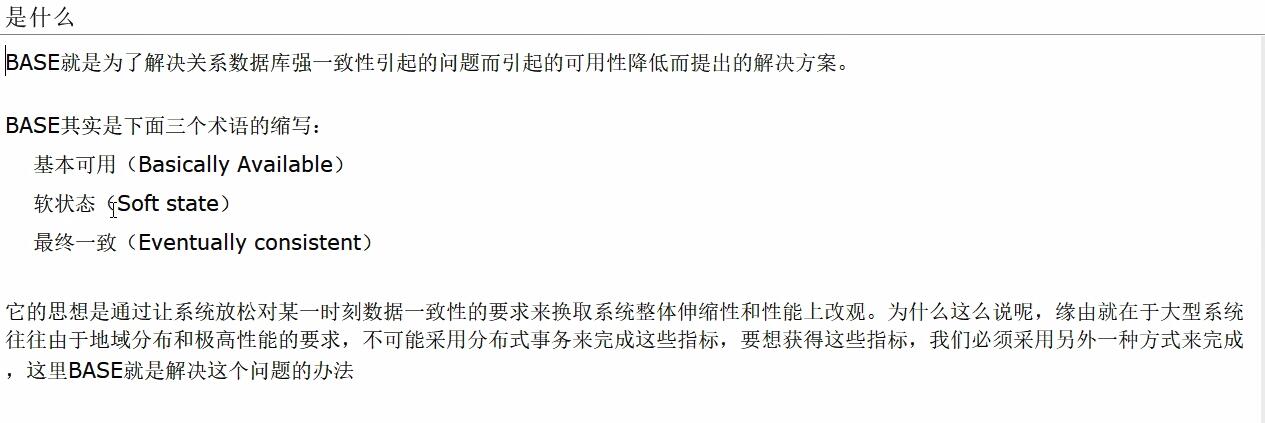 是什么
BASE就是为了解决关系数据库强一致性引起的问题而引起的可用性降低而提出的解决方案。
BASE其实是下面三个术语的缩写：
基本可用（Basically Available）
软状态（Soft state）
最终一致（Eventually consistent）
它的思想是通过让系统放松对某一时刻数据一致性的要求来换取系统整体伸缩性和性能上改观。为什么这么说呢，缘由就在于大型系统
往往由于地域分布和极高性能的要求，不可能采用分布式事务来完成这些指标，要想获得这些指标，我们必须采用另外一种方式来完成
，这里BASE就是解决这个问题的办法